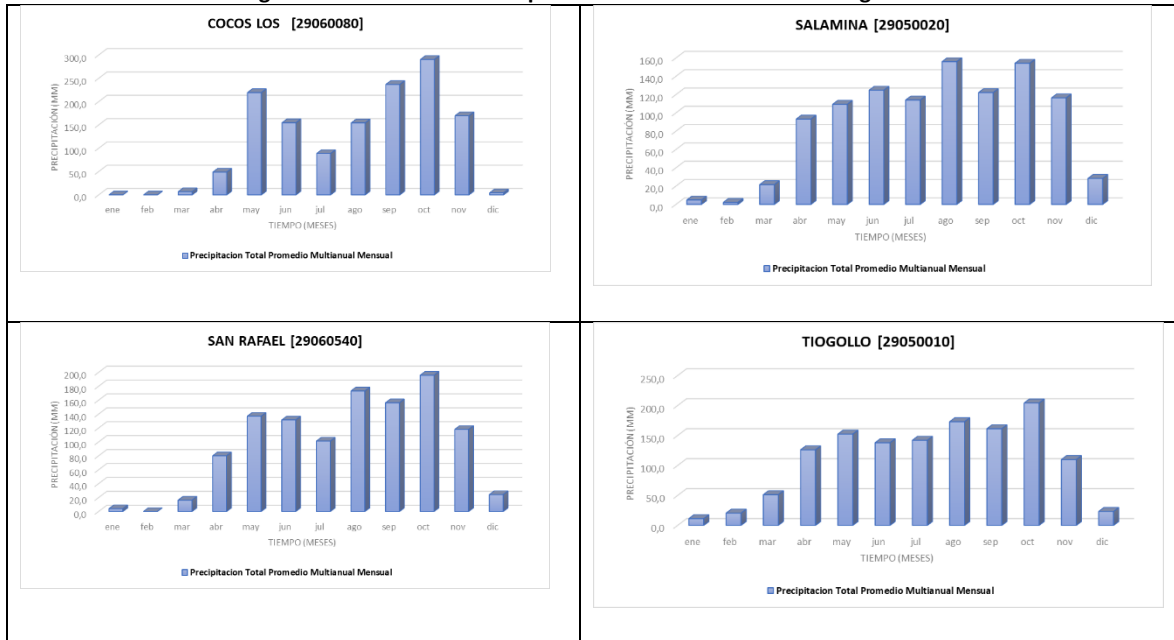 COCOS LOS [29060080]
300,0
250,0
200,0
150,0
100,0
50,0
0,0
PRECIPITACIÓN (MM)
ene feb mar abr may jun jul ago sep oct nov dic
TIEMPO (MESES)
Precipitacion Total Promedio Multianual Mensual
SALAMINA [29050020]
160,0
140,0
120,0
100,0
80,0
60,0
40,0
20,0
0,0
PRECIPITACIÓN (MM)
ene feb mar abr may jun jul ago sep oct nov dic
TIEMPO (MESES)
Precipitacion Total Promedio Multianual Mensual
SAN RAFAEL [29060540]
200,0
180,0
160,0
140,0
120,0
100,0
80,0
60,0
40,0
20,0
0,0
PRECIPITACIÓN (MM)
ene feb mar abr may jun jul ago sep oct nov dic
TIEMPO (MESES)
Precipitacion Total Promedio Multianual Mensual
TIOGOLLO [29050010]
250,0
200,0
150,0
100,0
50,0
0,0
PRECIPITACIÓN (MM)
ene feb mar abr may jun jul ago sep oct nov dic
TIEMPO (MESES)
Precipitacion Total Promedio Multianual Mensual